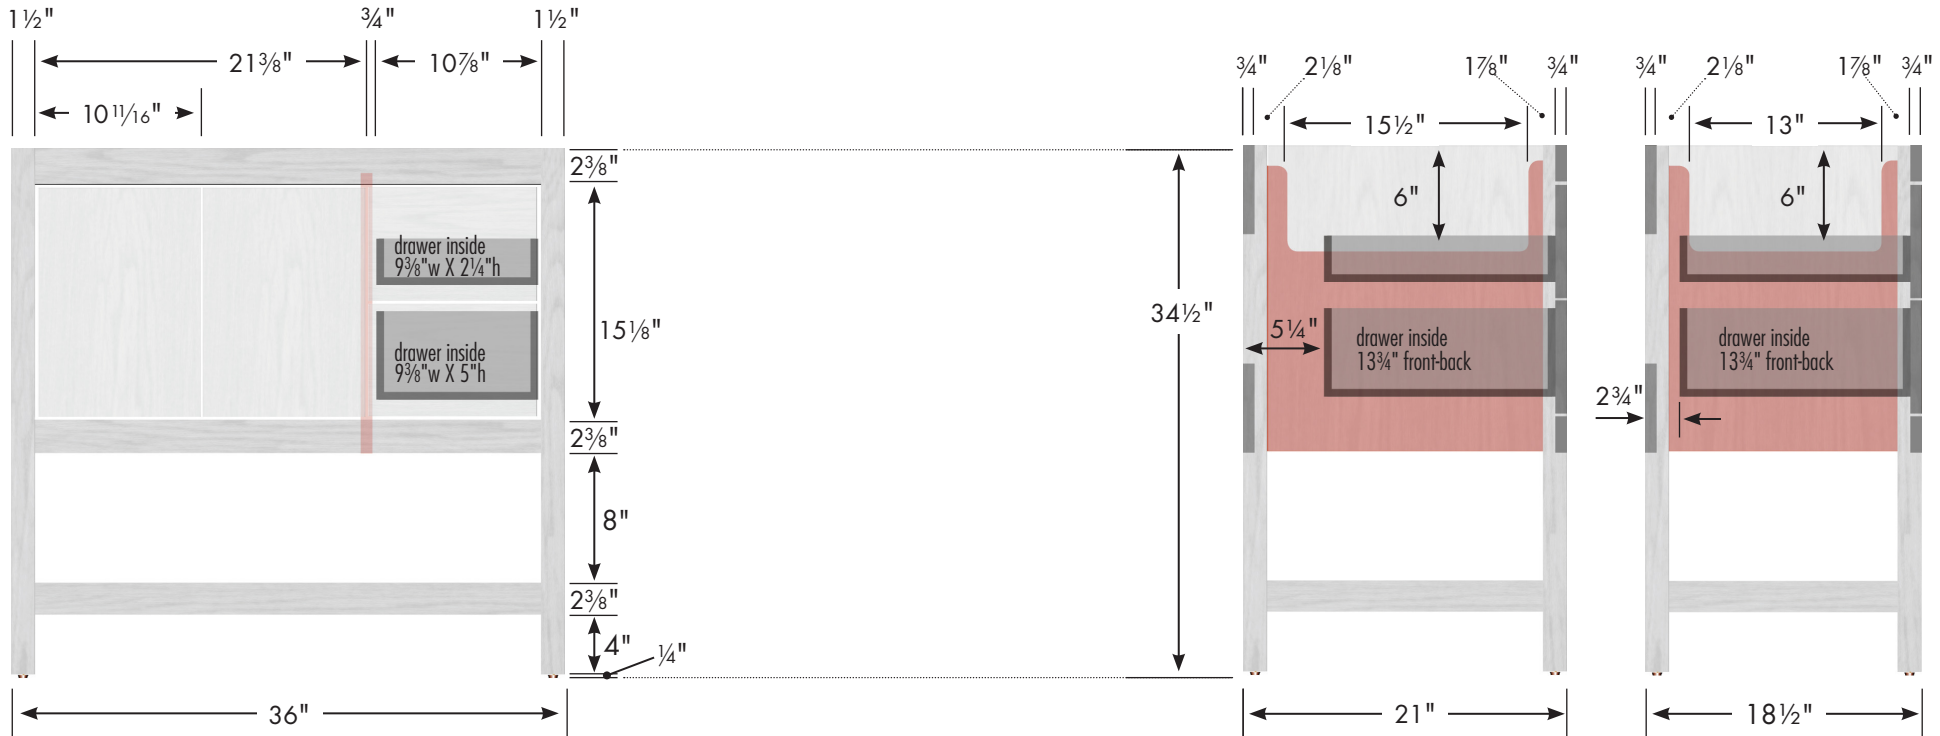 1½" ¾" 1½"
21⅜" 10⅞"
10 11/16"
2⅜"
drawer inside
9⅜"w X 2¼"h
15⅛"
drawer inside
9⅜"w X 5"h
2⅜"
8"
2⅜"
4" ¼"
36"
34½"
¾" 2⅛" 1⅞" ¾"
15½"
6"
5¼"
drawer inside
13¾" front-back
21"
¾" 2⅛" 1⅞" ¾"
13"
6"
drawer inside
13¾" front-back
2¾"
18½"